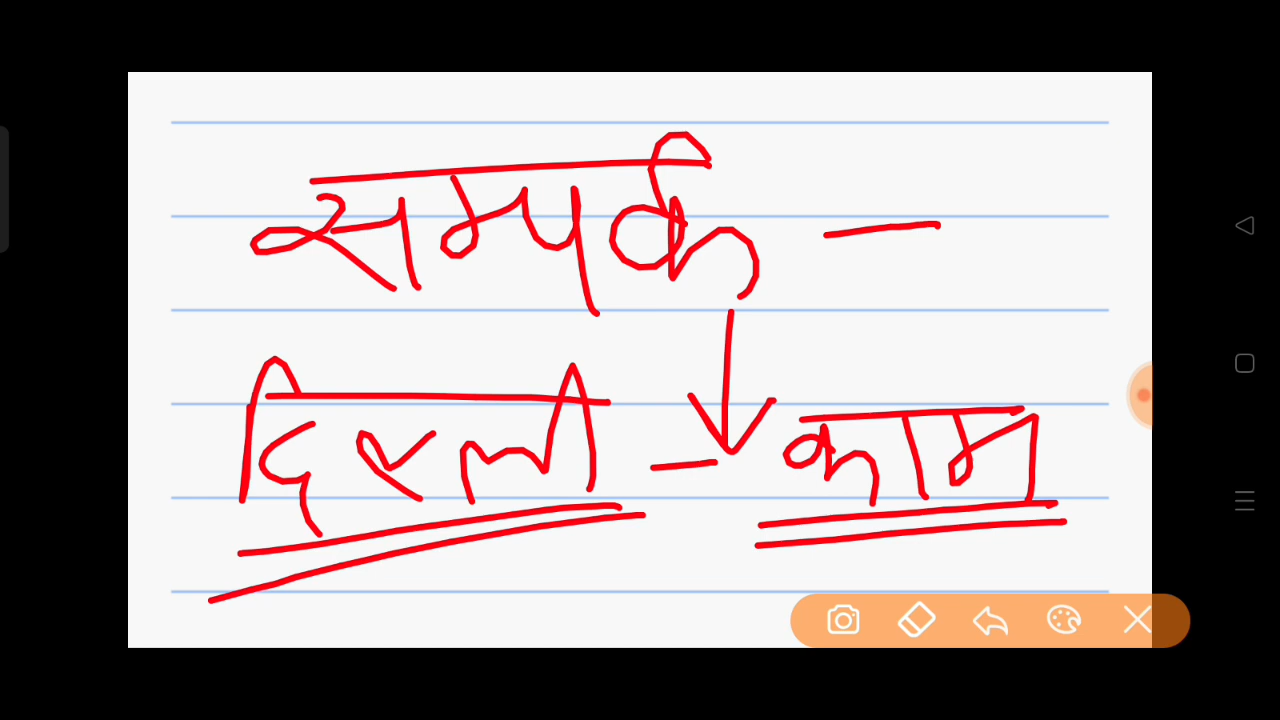 सम्पर्क -
दिल्ली - काम